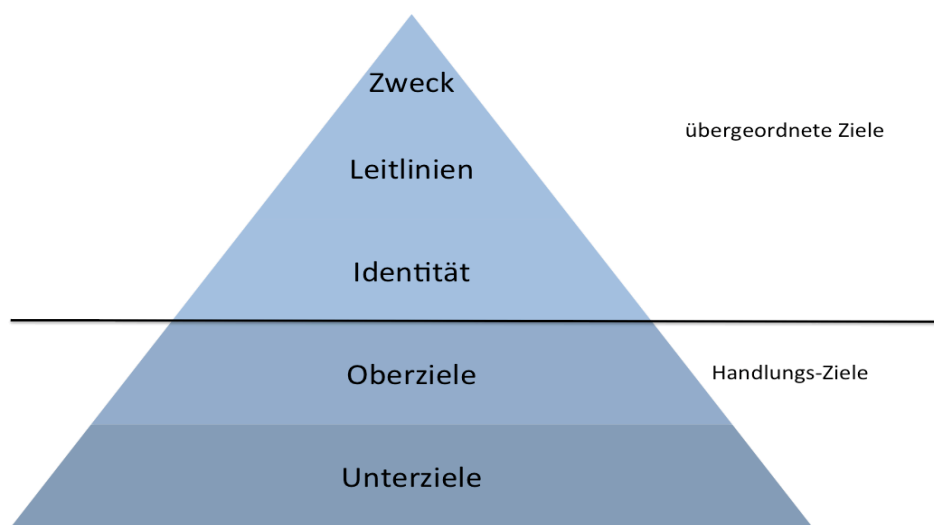 Zweck
übergeordnete Ziele
Leitlinien
Identität
Oberziele
Handlungs-Ziele
Unterziele